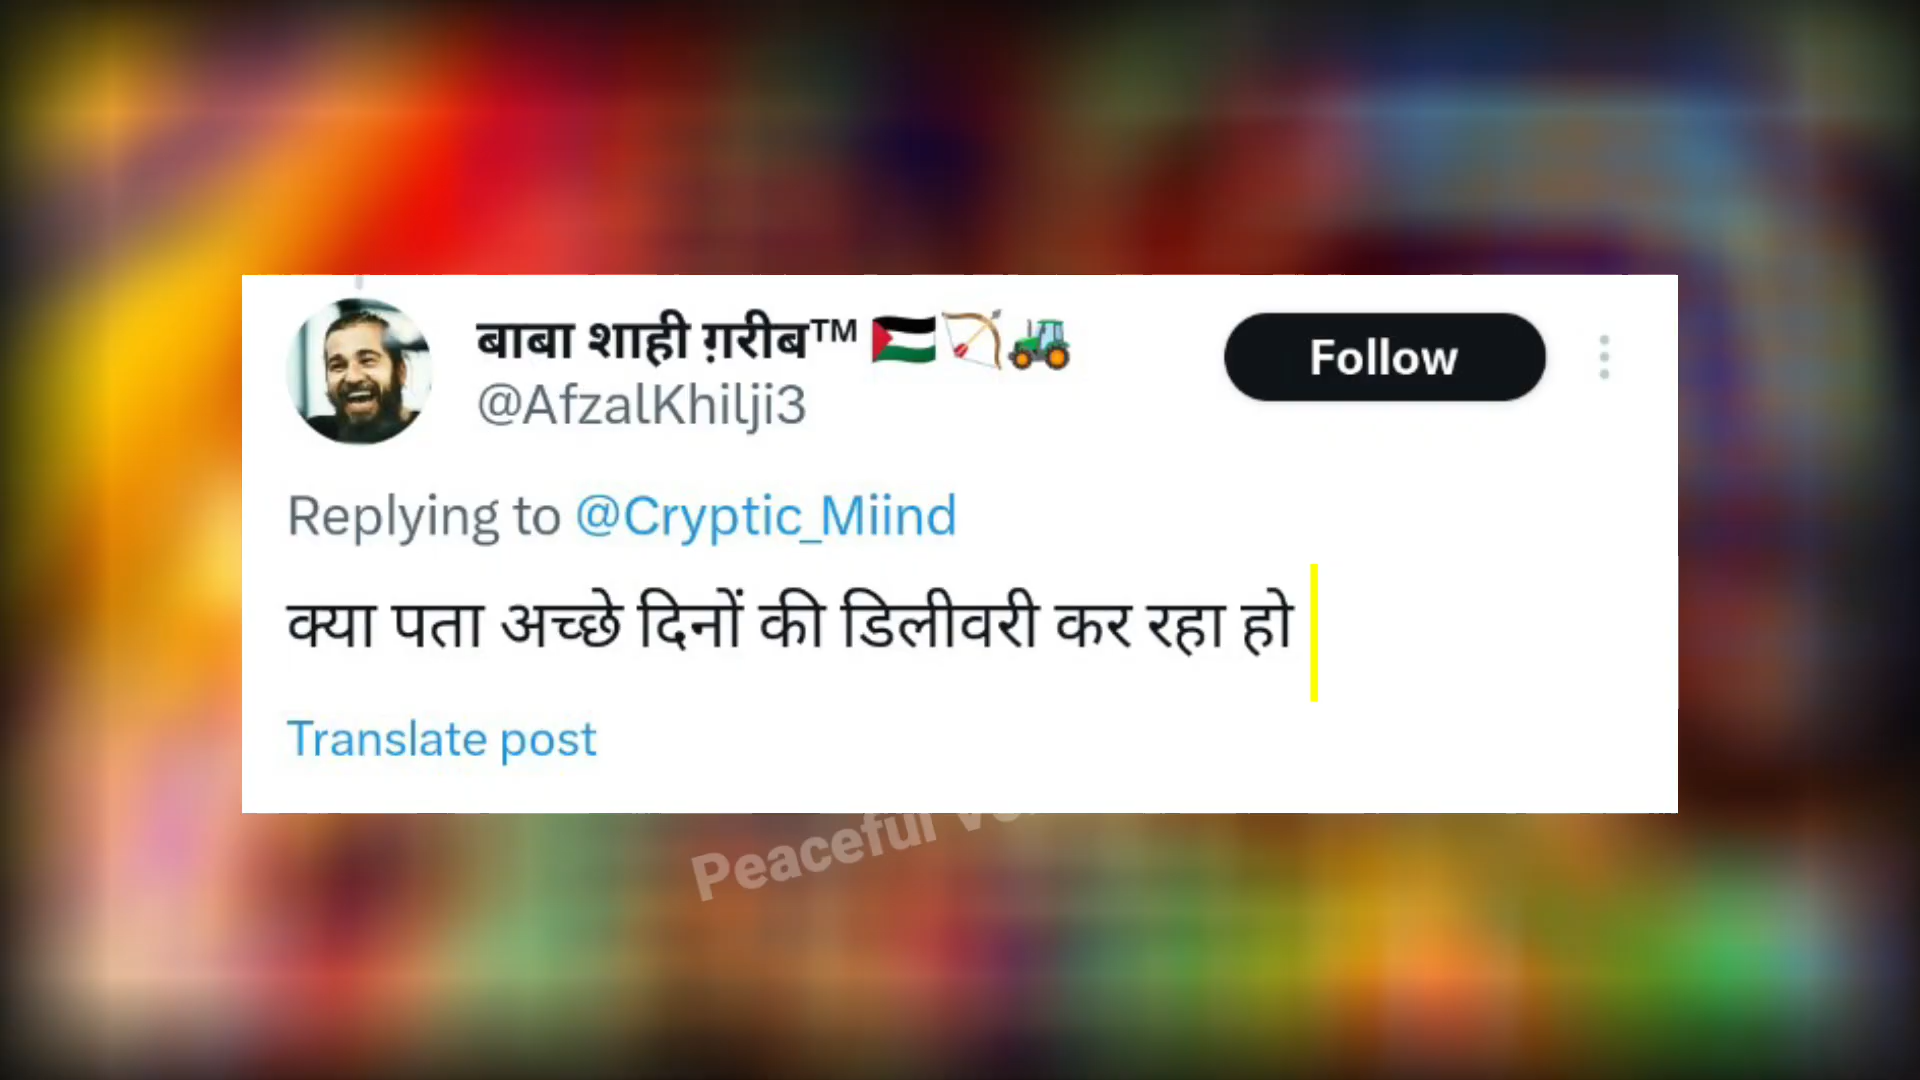 बाबा शाही ग़रीब™ 🇵🇸🏹🚜
@AfzalKhilji3
Follow
Replying to @Cryptic_Miind
क्या पता अच्छे दिनों की डिलीवरी कर रहा हो
Translate post
Peaceful